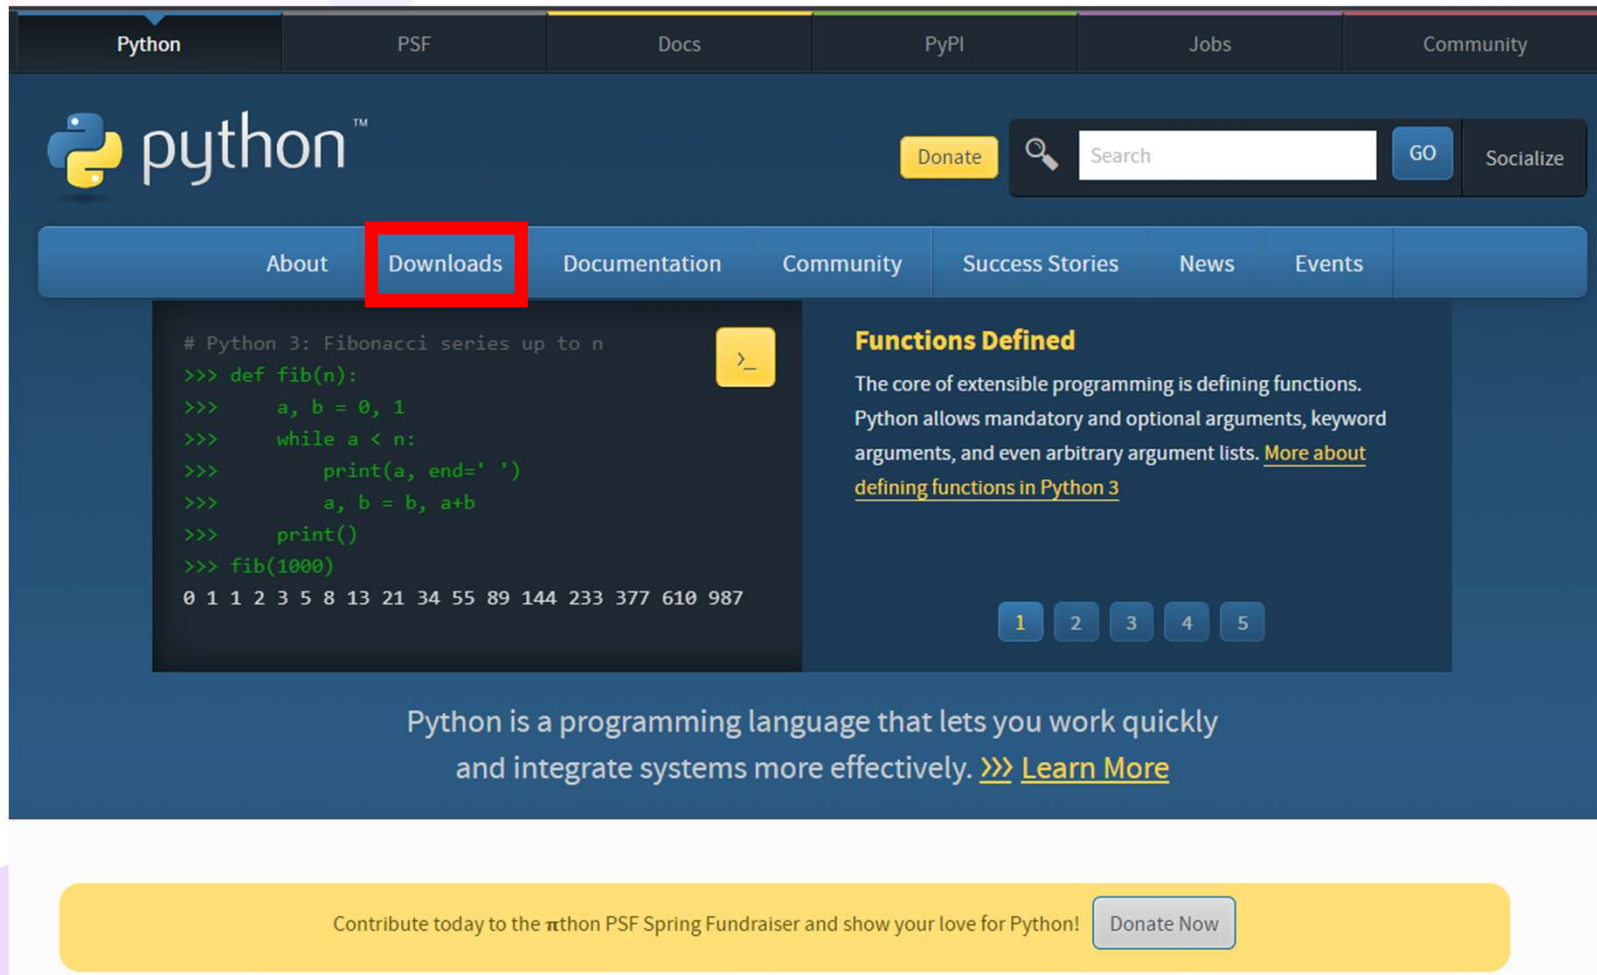 Python PSF Docs PyPI Jobs Community
python™
Donate Search GO Socialize
About Downloads Documentation Community Success Stories News Events
# Python 3: Fibonacci series up to n
>>> def fib(n):
>>>     a, b = 0, 1
>>>     while a < n:
>>>         print(a, end=' ')
>>>         a, b = b, a+b
>>>     print()
>>> fib(1000)
0 1 1 2 3 5 8 13 21 34 55 89 144 233 377 610 987
>_
Functions Defined
The core of extensible programming is defining functions.
Python allows mandatory and optional arguments, keyword
arguments, and even arbitrary argument lists. More about
defining functions in Python 3
1 2 3 4 5
Python is a programming language that lets you work quickly
and integrate systems more effectively. >>> Learn More
Contribute today to the πthon PSF Spring Fundraiser and show your love for Python! Donate Now